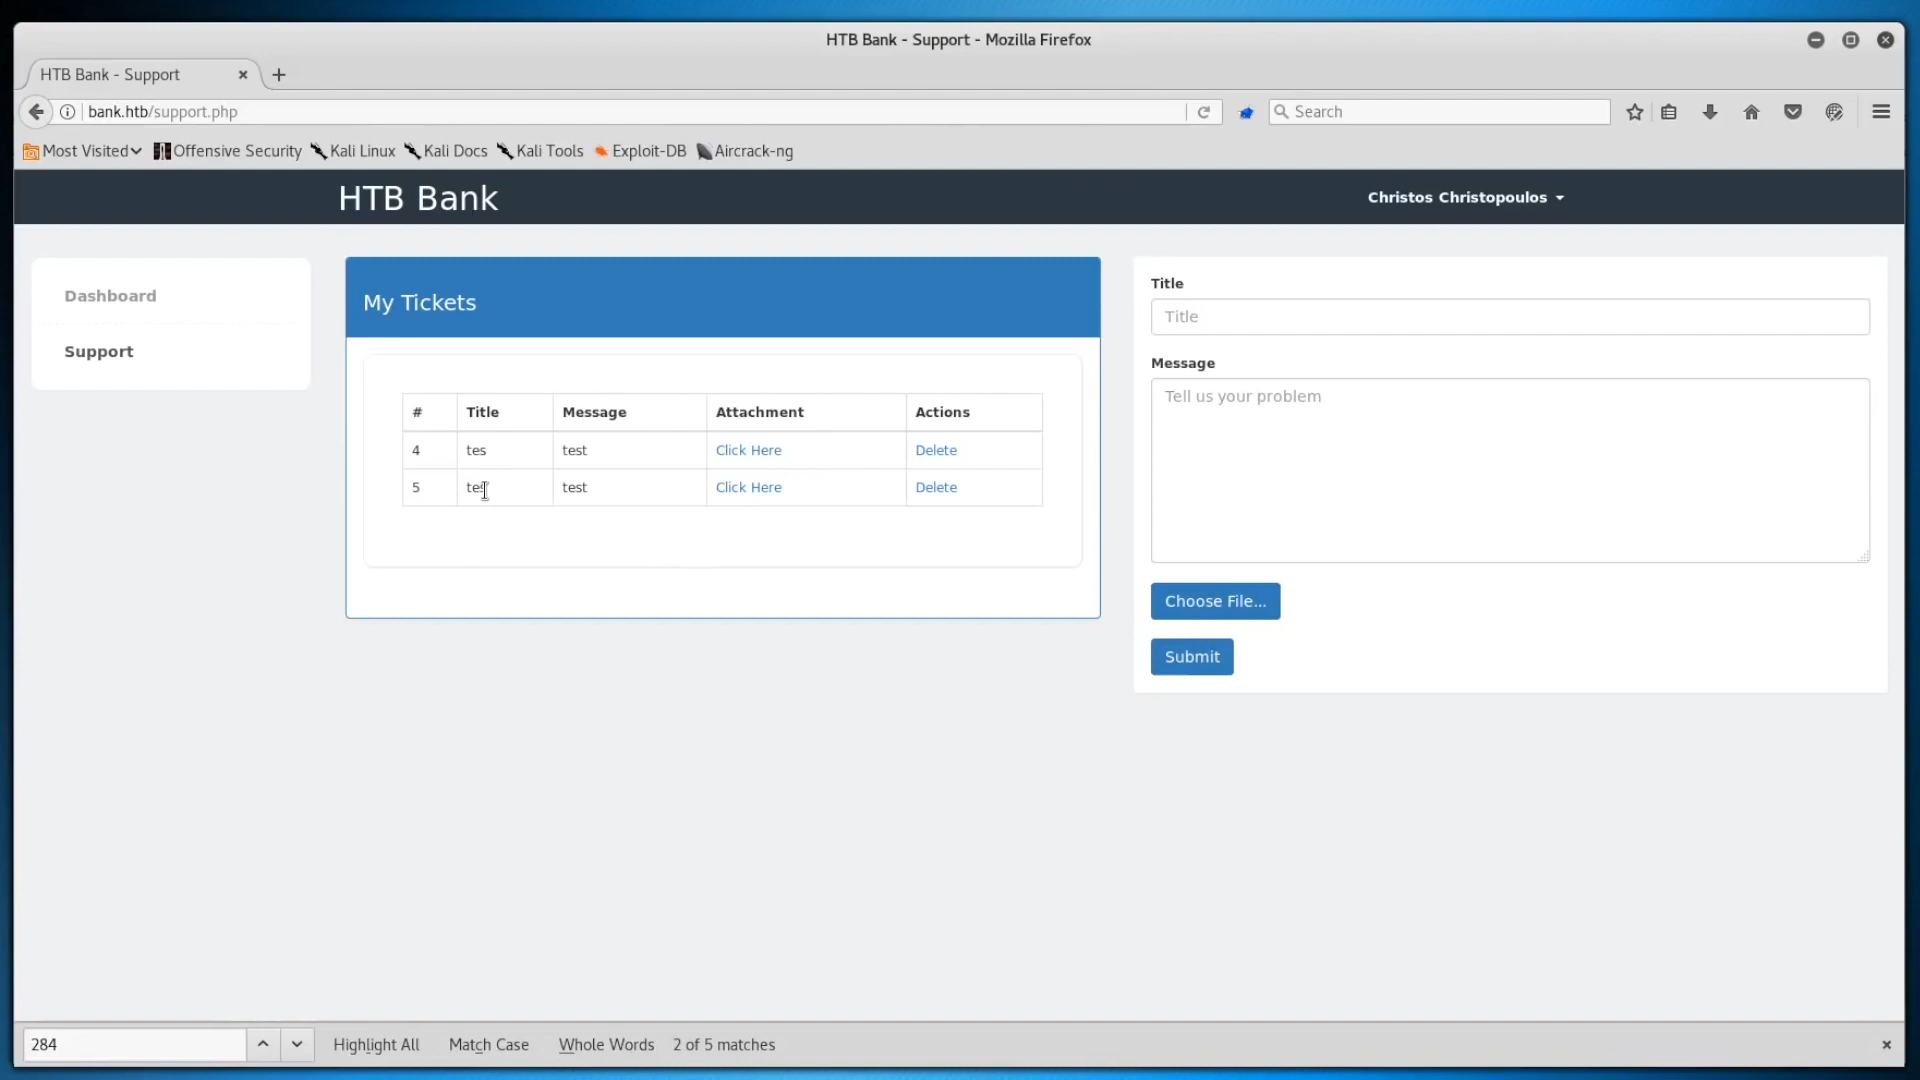 HTB Bank - Support - Mozilla Firefox
HTB Bank - Support
bank.htb/support.php
Search
Most Visited
Offensive Security
Kali Linux
Kali Docs
Kali Tools
Exploit-DB
Aircrack-ng
HTB Bank
Christos Christopoulos
Dashboard
Support
My Tickets
# Title Message Attachment Actions
4 tes test Click Here Delete
5 tes test Click Here Delete
Title
Title
Message
Tell us your problem
Choose File...
Submit
284
Highlight All
Match Case
Whole Words
2 of 5 matches